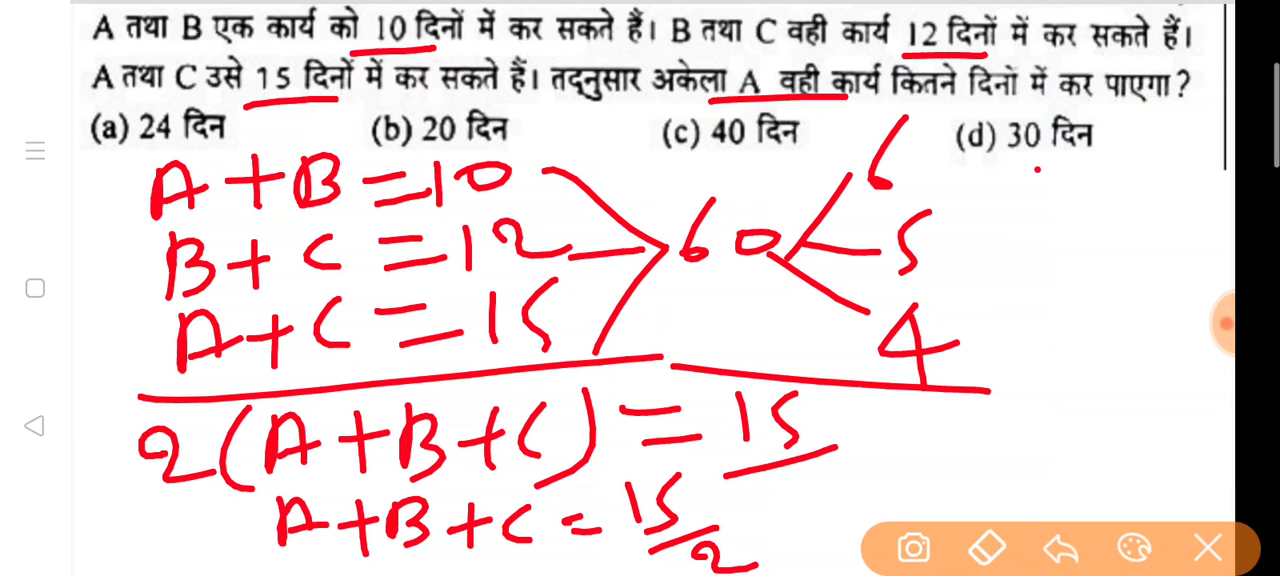 A तथा B एक कार्य को 10 दिनों में कर सकते हैं। B तथा C वही कार्य 12 दिनों में कर सकते हैं।
A तथा C उसे 15 दिनों में कर सकते हैं। तद्नुसार अकेला A वही कार्य कितने दिनों में कर पाएगा?
(a) 24 दिन (b) 20 दिन (c) 40 दिन (d) 30 दिन
A+B=10
B+C=12
A+C=15
60
6
5
4
2(A+B+C)=15
A+B+C=15/2